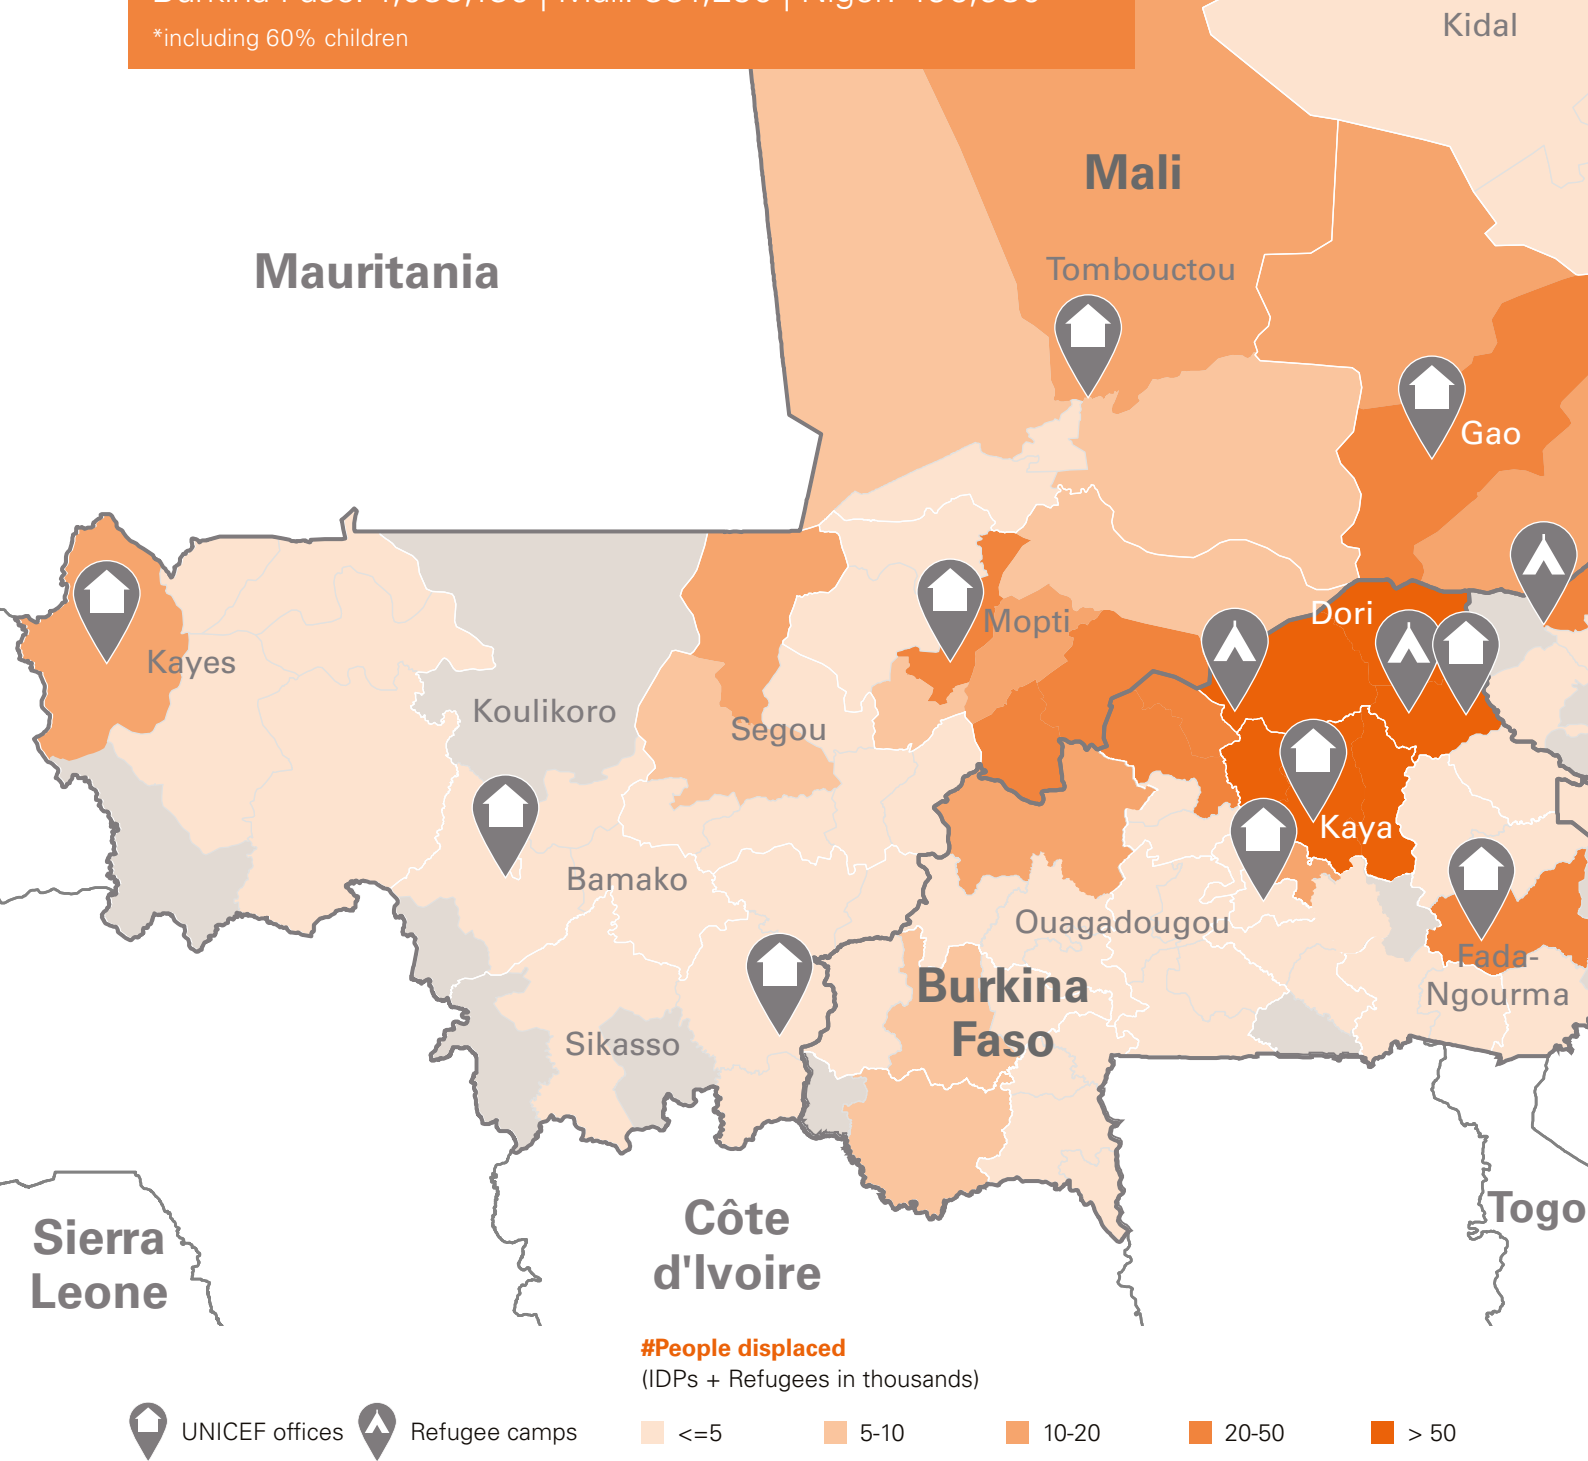 *including 60% children
Kidal
Mali
Mauritania
Tombouctou
Gao
Dori
Mopti
Kayes
Koulikoro
Segou
Kaya
Bamako
Ouagadougou
Fada-
Ngourma
Burkina
Faso
Sikasso
Togo
Côte
d'Ivoire
Sierra
Leone
#People displaced
(IDPs + Refugees in thousands)
UNICEF offices
Refugee camps
<=5
5-10
10-20
20-50
> 50